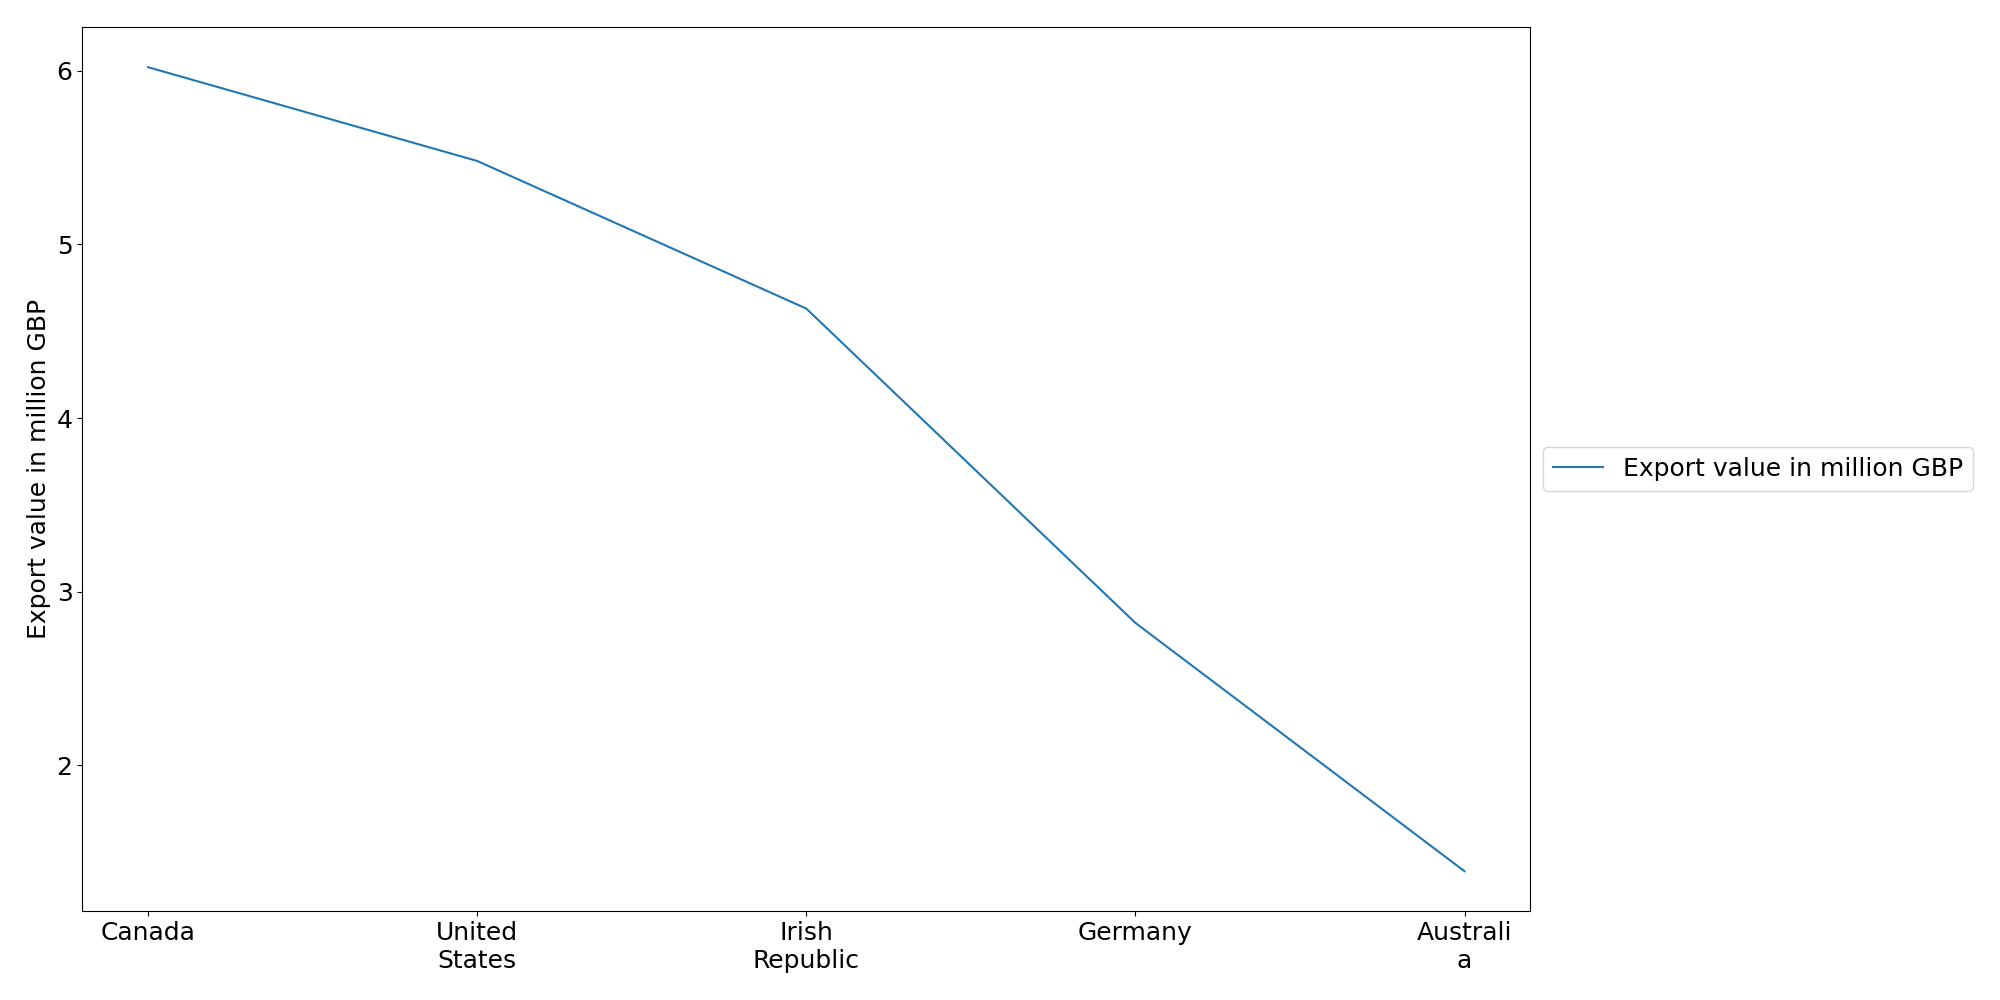 Export value in million GBP
6
5
4
3
2
Canada
United
States
Irish
Republic
Germany
Australi
a
Export value in million GBP